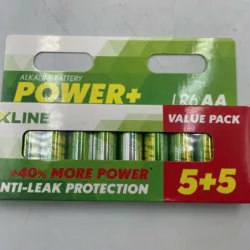 ALKALINE BATTERY
POWER+
LR6 AA
XLINE
VALUE PACK
+40% MORE POWER*
ANTI-LEAK PROTECTION
5+5